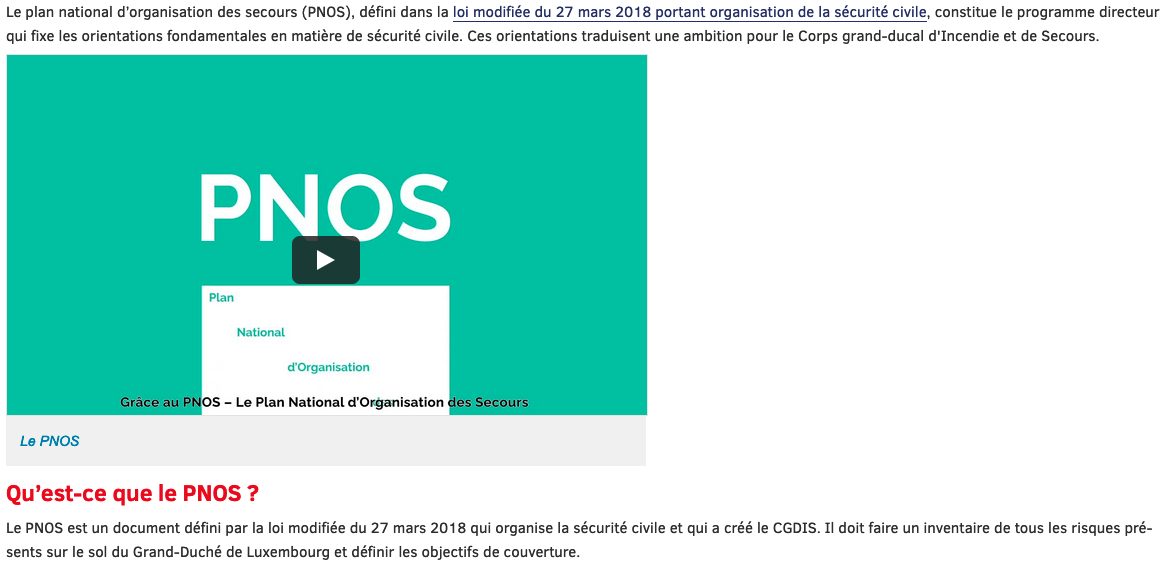 Le plan national d’organisation des secours (PNOS), défini dans la loi modifiée du 27 mars 2018 portant organisation de la sécurité civile, constitue le programme directeur
qui fixe les orientations fondamentales en matière de sécurité civile. Ces orientations traduisent une ambition pour le Corps grand-ducal d'Incendie et de Secours.
PNOS
Plan
National
d’Organisation
Grâce au PNOS – Le Plan National d’Organisation des Secours
Le PNOS
Qu’est-ce que le PNOS ?
Le PNOS est un document défini par la loi modifiée du 27 mars 2018 qui organise la sécurité civile et qui a créé le CGDIS. Il doit faire un inventaire de tous les risques pré-
sents sur le sol du Grand-Duché de Luxembourg et définir les objectifs de couverture.